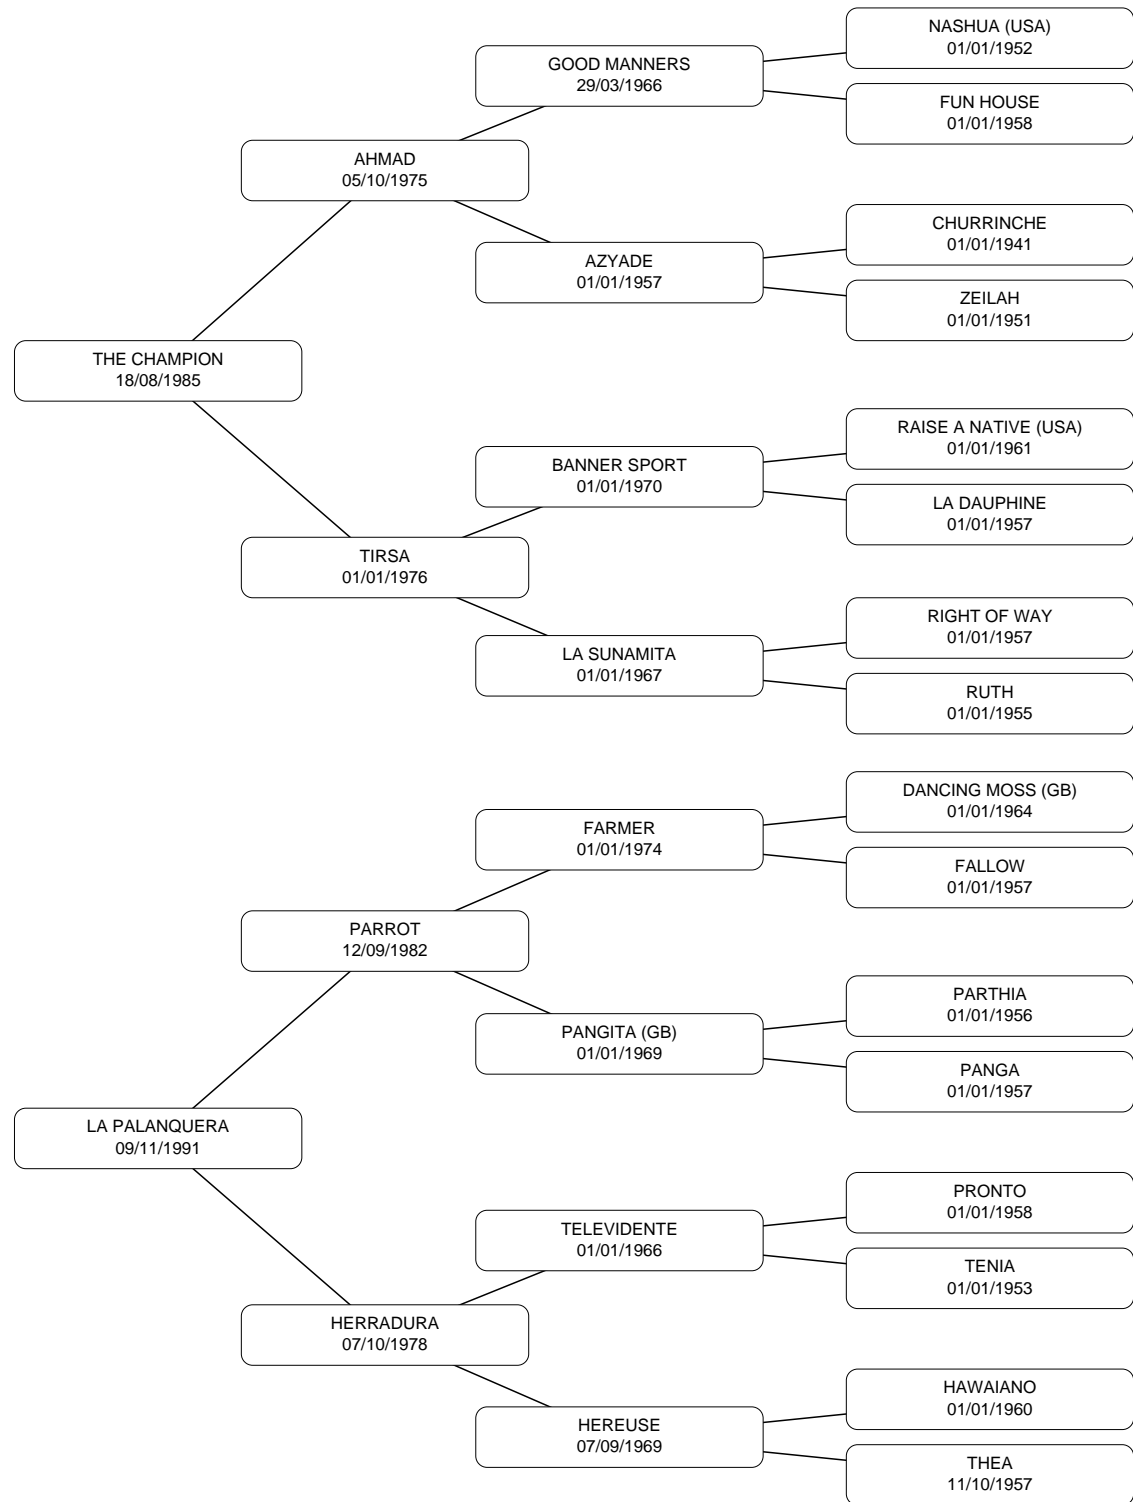 NASHUA (USA)
01/01/1952
GOOD MANNERS
29/03/1966
FUN HOUSE
01/01/1958
AHMAD
05/10/1975
CHURRINCHE
01/01/1941
AZYADE
01/01/1957
ZEILAH
01/01/1951
THE CHAMPION
18/08/1985
RAISE A NATIVE (USA)
01/01/1961
BANNER SPORT
01/01/1970
LA DAUPHINE
01/01/1957
TIRSA
01/01/1976
RIGHT OF WAY
01/01/1957
LA SUNAMITA
01/01/1967
RUTH
01/01/1955
DANCING MOSS (GB)
01/01/1964
FARMER
01/01/1974
FALLOW
01/01/1957
PARROT
12/09/1982
PARTHIA
01/01/1956
PANGITA (GB)
01/01/1969
PANGA
01/01/1957
LA PALANQUERA
09/11/1991
PRONTO
01/01/1958
TELEVIDENTE
01/01/1966
TENIA
01/01/1953
HERRADURA
07/10/1978
HAWAIANO
01/01/1960
HEREUSE
07/09/1969
THEA
11/10/1957